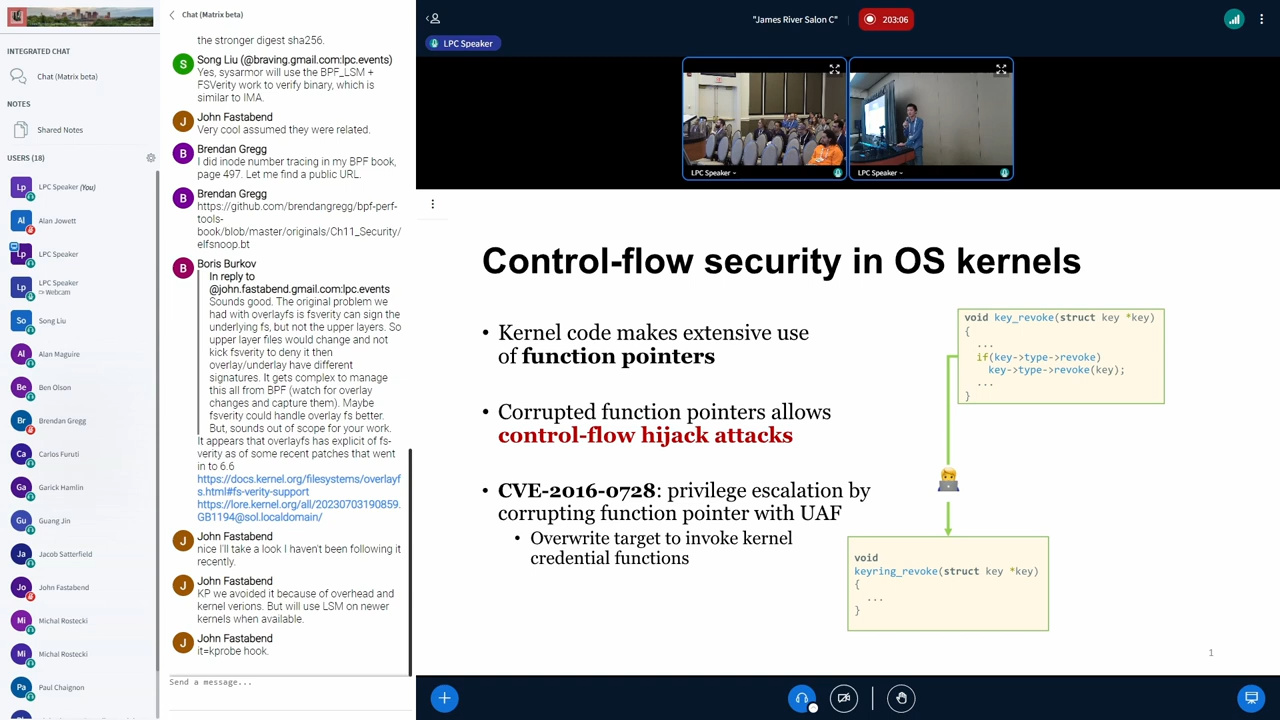 INTEGRATED CHAT
Chat (Matrix beta)
NOTES
Shared Notes
USERS (18)
Lp LPC Speaker (You)
Al Alan Jowett
Lp LPC Speaker
Lp LPC Speaker
Webcam
So Song Liu
Al Alan Maguire
Be Ben Olson
Br Brendan Gregg
Ca Carlos Furuti
Ga Garick Hamlin
Gu Guang Jin
Ja Jacob Satterfield
Jo John Fastabend
Mi Michal Rostecki
Mi Michal Rostecki
Pa Paul Chaignon
Chat (Matrix beta)
the stronger digest sha256.
S Song Liu (@braving.gmail.com:lpc.events)
Yes, sysarmor will use the BPF_LSM +
FSVerity work to verify binary, which is
similar to IMA.
J John Fastabend
Very cool assumed they were related.
B Brendan Gregg
I did inode number tracing in my BPF book,
page 497. Let me find a public URL.
B Brendan Gregg
https://github.com/brendangregg/bpf-perf-
tools-
book/blob/master/originals/Ch11_Security/
elfsnoop.bt
B Boris Burkov
In reply to
@john.fastabend.gmail.com:lpc.events
Sounds good. The original problem we
had with overlayfs is fsverity can sign the
underlying fs, but not the upper layers. So
upper layer files would change and not
kick fsverity to deny it then
overlay/underlay have different
signatures. It gets complex to manage
this all from BPF (watch for overlay
changes and capture them). Maybe
fsverity could handle overlay fs better.
But, sounds out of scope for your work.
It appears that overlayfs has explicit of fs-
verity as of some recent patches that went
in to 6.6
https://docs.kernel.org/filesystems/overlayf
s.html#fs-verity-support
https://lore.kernel.org/all/20230703190859.
GB1194@sol.localdomain/
J John Fastabend
nice I'll take a look I haven't been following it
recently.
J John Fastabend
KP we avoided it because of overhead and
kernel verions. But will use LSM on newer
kernels when available.
J John Fastabend
it=kprobe hook.
Send a message...
"James River Salon C"
203:06
LPC Speaker
LPC Speaker
LPC Speaker
Control-flow security in OS kernels
• Kernel code makes extensive use
of function pointers
• Corrupted function pointers allows
control-flow hijack attacks
• CVE-2016-0728: privilege escalation by
corrupting function pointer with UAF
• Overwrite target to invoke kernel
credential functions
void key_revoke(struct key *key)
{
...
if(key->type->revoke)
key->type->revoke(key);
...
}
void
keyring_revoke(struct key *key)
{
...
}
1